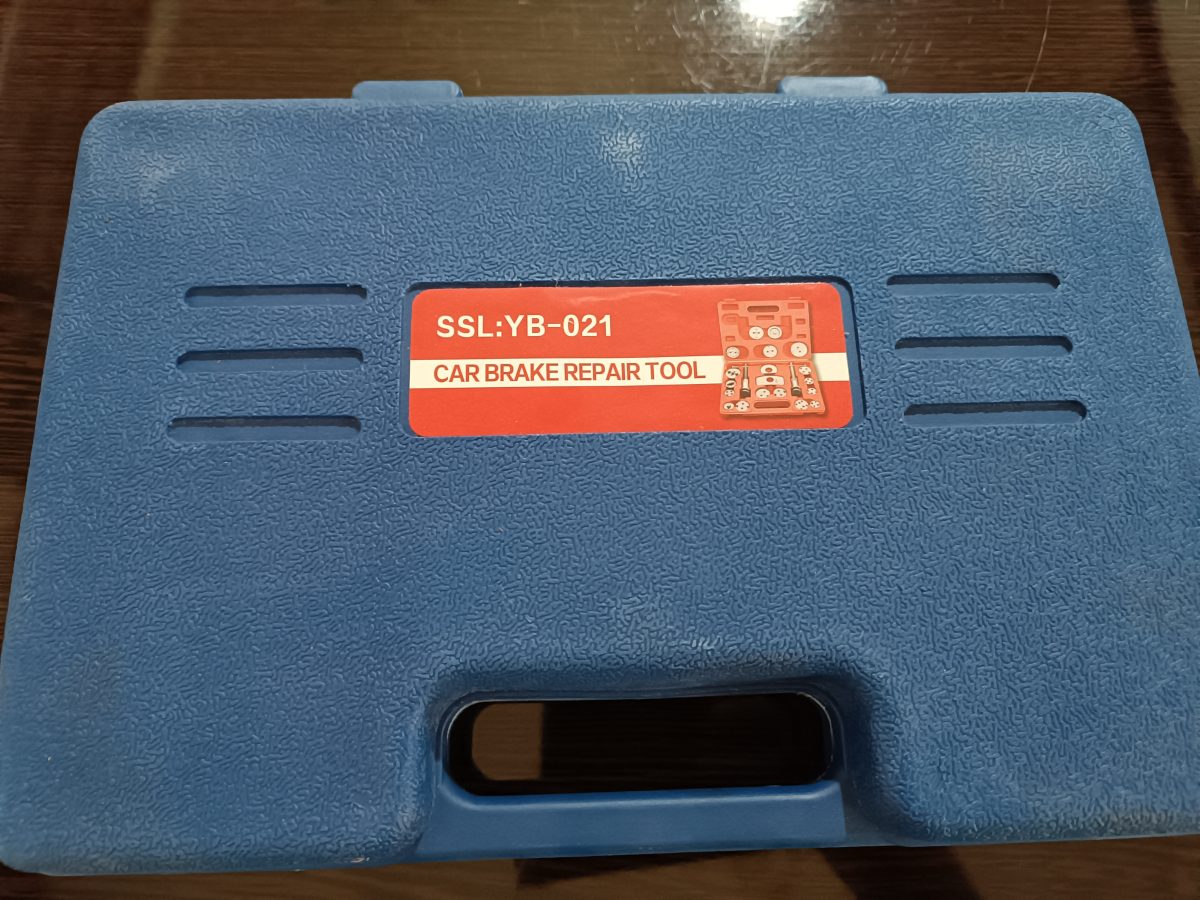 SSL:YB-021
CAR BRAKE REPAIR TOOL